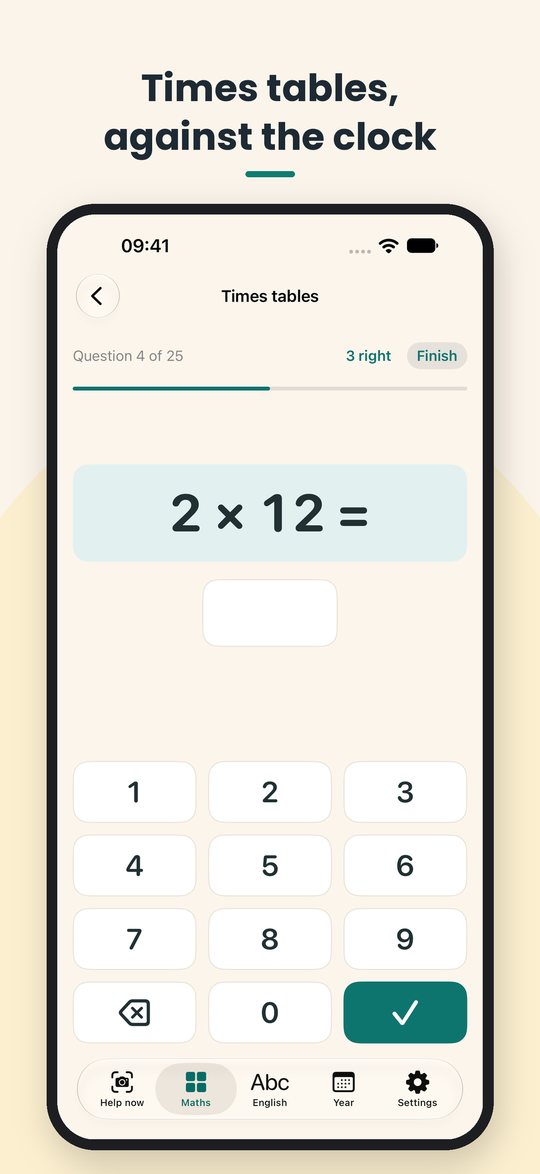 Times tables,
against the clock
09:41
Times tables
Question 4 of 25
3 right
Finish
2 × 12 =
1 2 3
4 5 6
7 8 9
0
Abc
Help now
Maths
English
Year
Settings